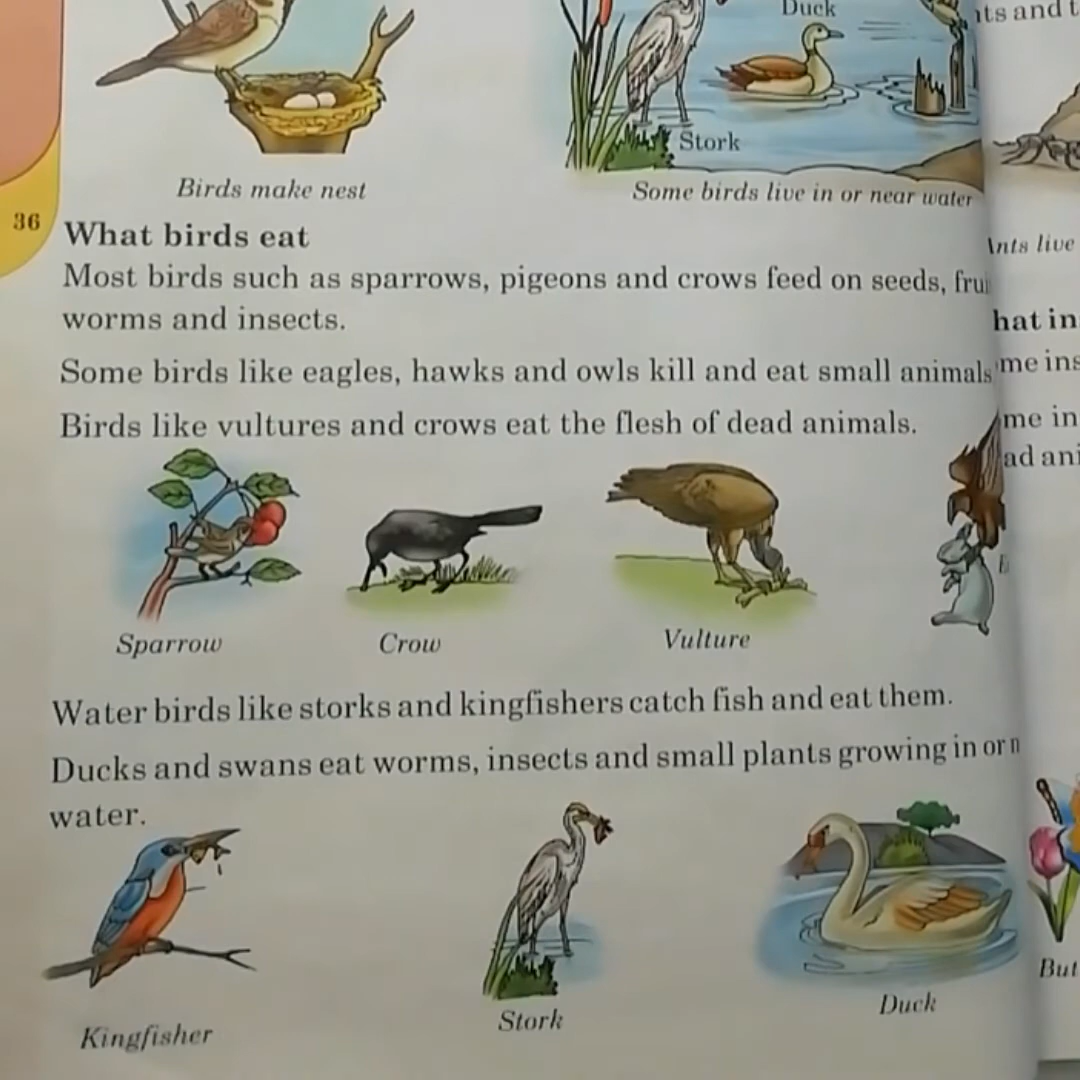 Duck
Stork
Birds make nest
Some birds live in or near water
36
What birds eat
Most birds such as sparrows, pigeons and crows feed on seeds,
worms and insects.
Some birds like eagles, hawks and owls kill and eat small animals
Birds like vultures and crows eat the flesh of dead animals.
Sparrow
Crow
Vulture
Water birds like storks and kingfishers catch fish and eat them.
Ducks and swans eat worms, insects and small plants growing in or
water.
Kingfisher
Stork
Duck
and
live